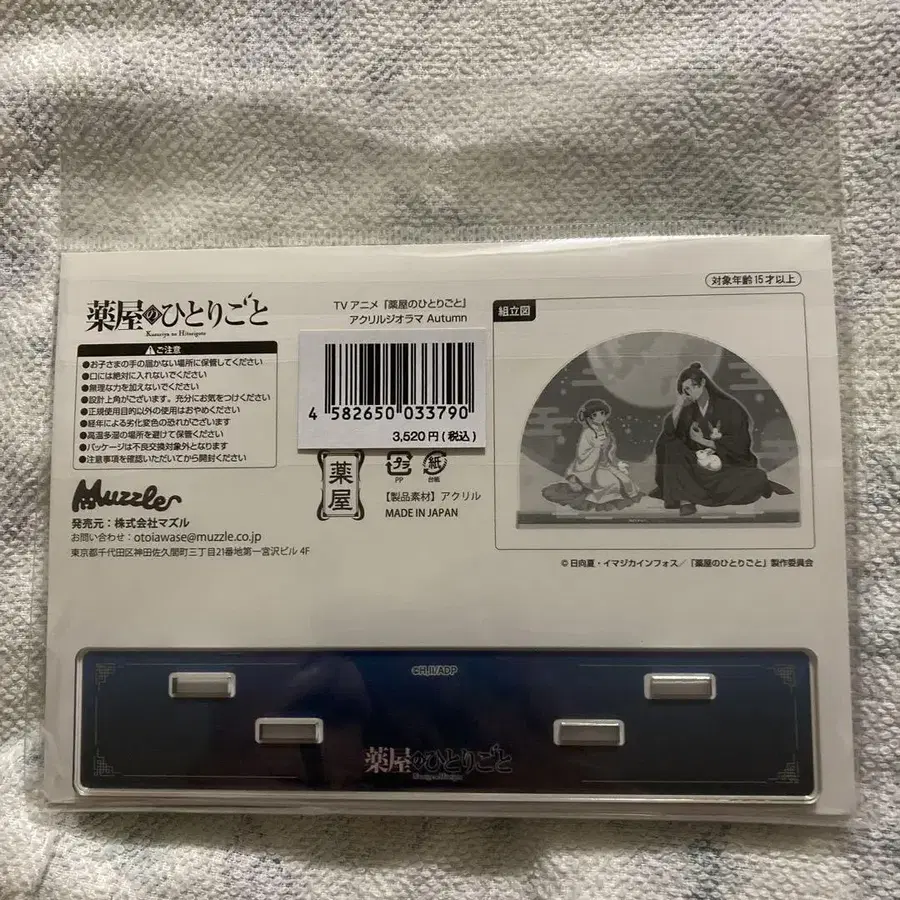 対象年齢15才以上
薬屋のひとりごと
Kusuriya no Hitorigoto
TV アニメ『薬屋のひとりごと』
アクリルジオラマ Autumn
組立図
ご注意
●お子さまの手の届かない場所に保管してください
●口には絶対に入れないでください
●無理な力を加えないでください
●設計上角がございます。充分にお気をつけください
●正規使用目的以外の使用はおやめください
●経年による劣化変色の恐れがございます
●高温多湿の場所を避けて保管ください
●パッケージは不良交換対象外となります
●注意事項を確認いただいてから開封ください
4 582650 033790
3,520円(税込)
薬屋
プラ
PP
紙
台紙
【製品素材】アクリル
MADE IN JAPAN
Muzzle
発売元：株式会社マズル
お問い合わせ：otoiawase@muzzle.co.jp
東京都千代田区神田佐久間町三丁目21番地第一宮沢ビル 4F
©日向夏・イマジカインフォス／『薬屋のひとりごと』製作委員会
©H,II/ADP
薬屋のひとりごと
Kusuriya no Hitorigoto